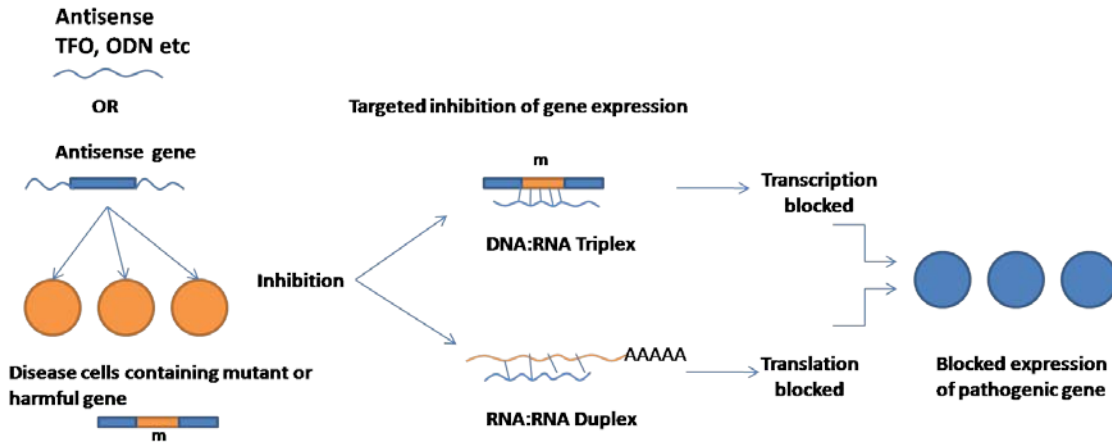 Antisense
TFO, ODN etc
OR
Antisense gene
Disease cells containing mutant or
harmful gene
m
Inhibition
Targeted inhibition of gene expression
m
DNA:RNA Triplex
AAAAA
RNA:RNA Duplex
Transcription
blocked
Translation
blocked
Blocked expression
of pathogenic gene